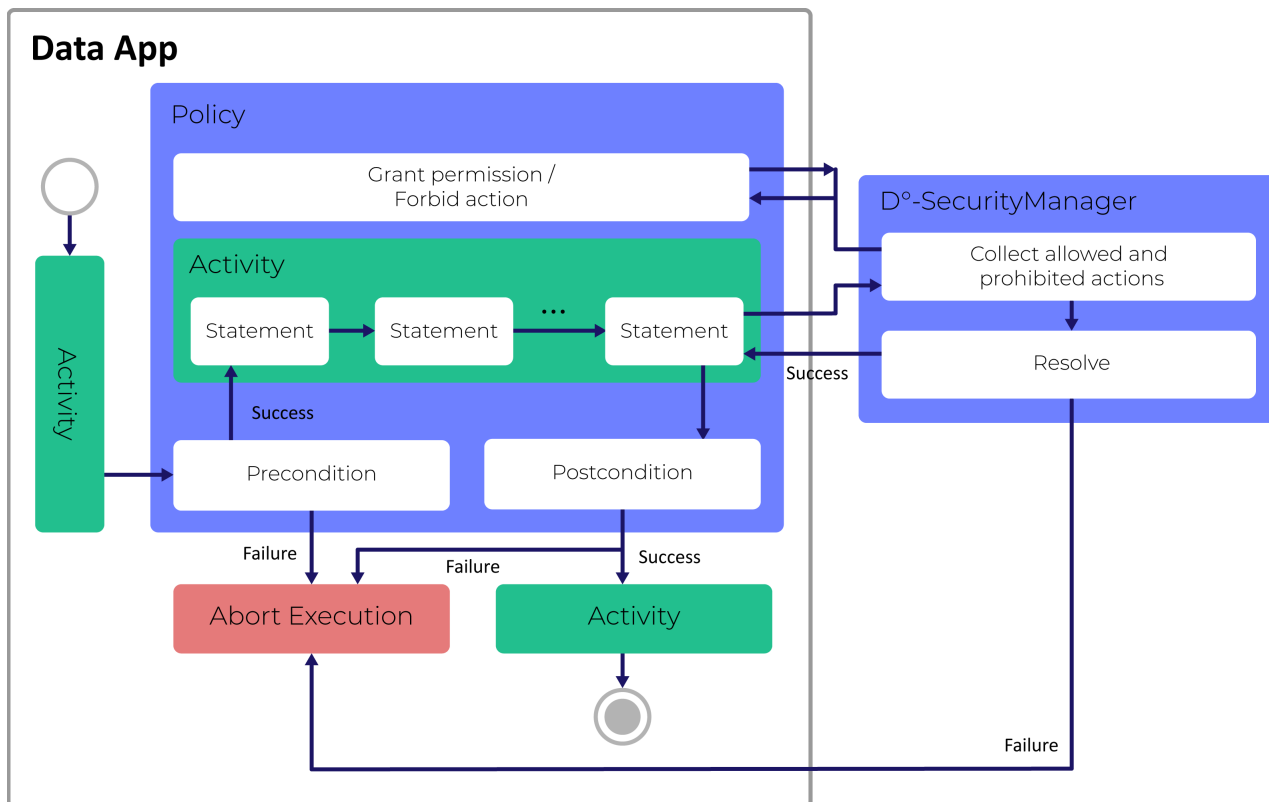 Data App
Policy
Grant permission /
Forbid action
D°-SecurityManager
Collect allowed and
prohibited actions
Activity
Statement
Statement
...
Statement
Resolve
Success
Activity
Success
Precondition
Postcondition
Failure
Failure
Success
Abort Execution
Activity
Failure